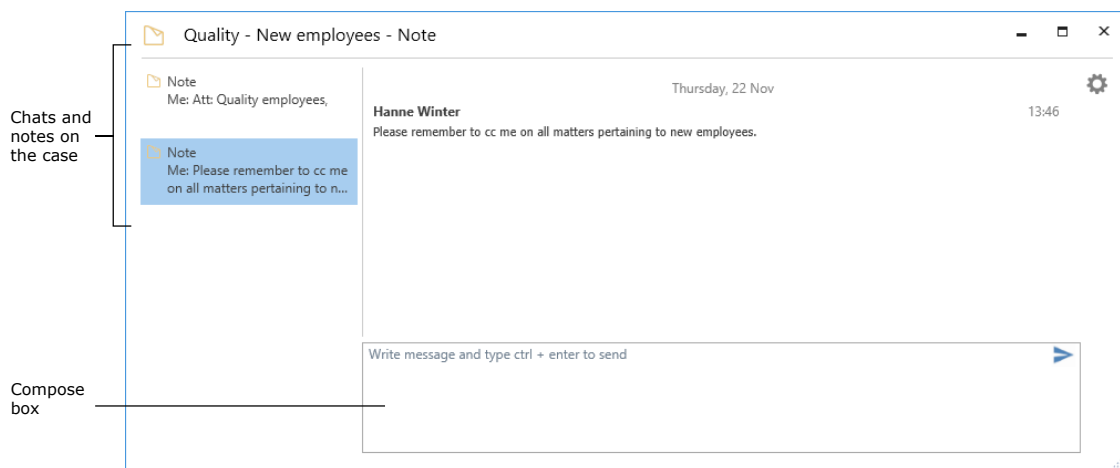 Quality - New employees - Note
Chats and
notes on
the case
Note
Me: Att: Quality employees,
Note
Me: Please remember to cc me
on all matters pertaining to n...
Thursday, 22 Nov
Hanne Winter 13:46
Please remember to cc me on all matters pertaining to new employees.
Write message and type ctrl + enter to send
Compose
box